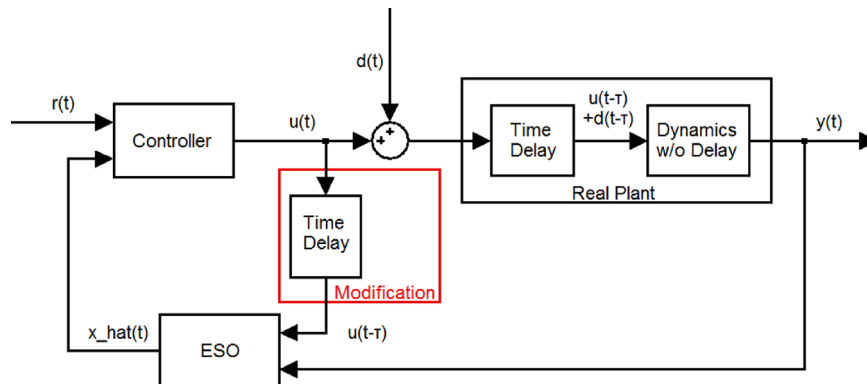 d(t)
r(t)
Controller
u(t)
u(t-τ)
+d(t-τ)
Time
Delay
Dynamics
w/o Delay
y(t)
Real Plant
Time
Delay
Modification
x_hat(t)
ESO
u(t-τ)